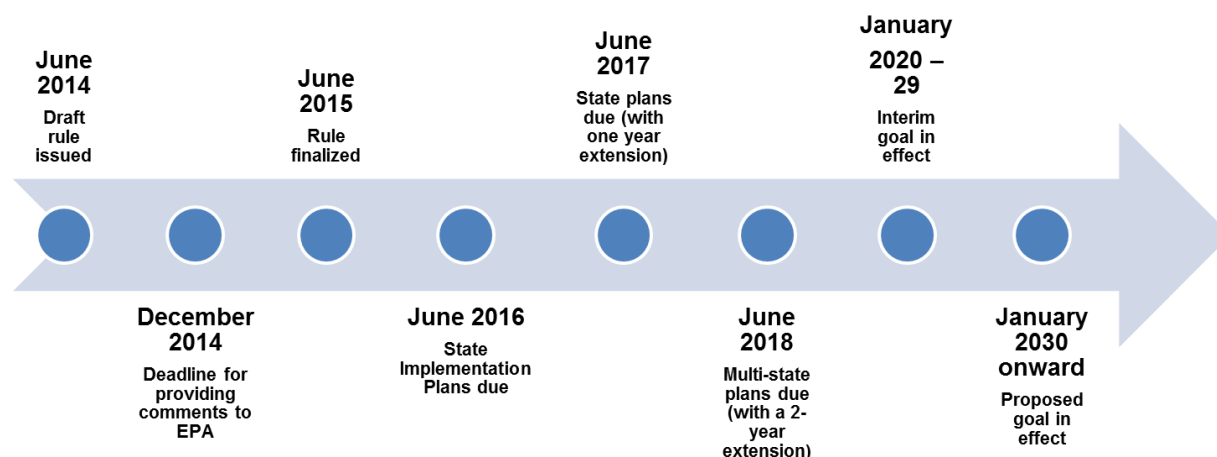 June
2014
Draft
rule
issued
December
2014
Deadline for
providing
comments to
EPA
June
2015
Rule
finalized
June 2016
State
Implementation
Plans due
June
2017
State plans
due (with
one year
extension)
June
2018
Multi-state
plans due
(with a 2-
year
extension)
January
2020 –
29
Interim
goal in
effect
January
2030
onward
Proposed
goal in
effect